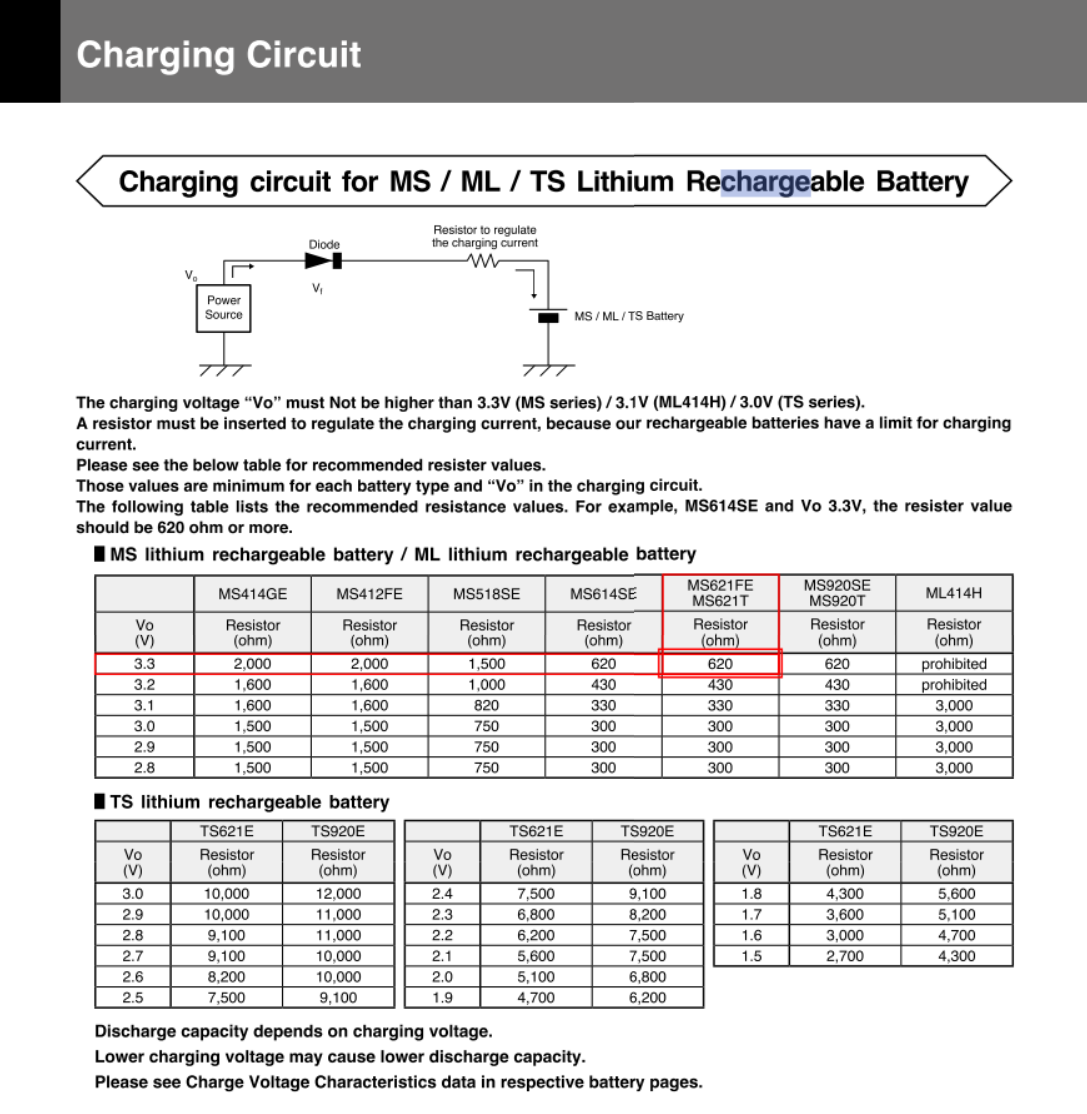 Charging Circuit
Charging circuit for MS / ML / TS Lithium Rechargeable Battery
Resistor to regulate
the charging current
Diode
Vo
Vf
Power
Source
MS / ML / TS Battery
The charging voltage “Vo” must Not be higher than 3.3V (MS series) / 3.1V (ML414H) / 3.0V (TS series).
A resistor must be inserted to regulate the charging current, because our rechargeable batteries have a limit for charging
current.
Please see the below table for recommended resister values.
Those values are minimum for each battery type and “Vo” in the charging circuit.
The following table lists the recommended resistance values. For example, MS614SE and Vo 3.3V, the resister value
should be 620 ohm or more.
MS lithium rechargeable battery / ML lithium rechargeable battery
MS414GE MS412FE MS518SE MS614SE MS621FE MS621T MS920SE MS920T ML414H
Vo (V) Resistor (ohm) Resistor (ohm) Resistor (ohm) Resistor (ohm) Resistor (ohm) Resistor (ohm) Resistor (ohm)
3.3 2,000 2,000 1,500 620 620 620 prohibited
3.2 1,600 1,600 1,000 430 430 430 prohibited
3.1 1,600 1,600 820 330 330 330 3,000
3.0 1,500 1,500 750 300 300 300 3,000
2.9 1,500 1,500 750 300 300 300 3,000
2.8 1,500 1,500 750 300 300 300 3,000
TS lithium rechargeable battery
TS621E TS920E TS621E TS920E TS621E TS920E
Vo (V) Resistor (ohm) Resistor (ohm) Vo (V) Resistor (ohm) Resistor (ohm) Vo (V) Resistor (ohm) Resistor (ohm)
3.0 10,000 12,000 2.4 7,500 9,100 1.8 4,300 5,600
2.9 10,000 11,000 2.3 6,800 8,200 1.7 3,600 5,100
2.8 9,100 11,000 2.2 6,200 7,500 1.6 3,000 4,700
2.7 9,100 10,000 2.1 5,600 7,500 1.5 2,700 4,300
2.6 8,200 10,000 2.0 5,100 6,800
2.5 7,500 9,100 1.9 4,700 6,200
Discharge capacity depends on charging voltage.
Lower charging voltage may cause lower discharge capacity.
Please see Charge Voltage Characteristics data in respective battery pages.